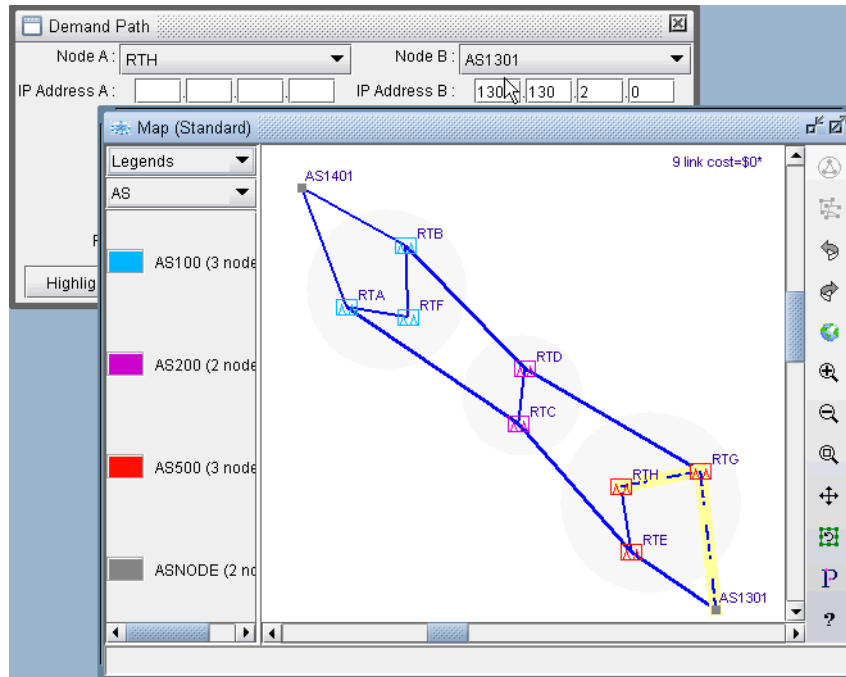 Demand Path
Node A : RTH Node B : AS1301
IP Address A : . . . IP Address B : 130 .130 .2 .0
Map (Standard)
Legends
AS
9 link cost=$0*
AS1401
RTB
AS100 (3 node
Highlig
RTA
RTF
AS200 (2 node
RTD
RTC
AS500 (3 node
RTG
RTH
RTE
ASNODE (2 no
AS1301
P
?